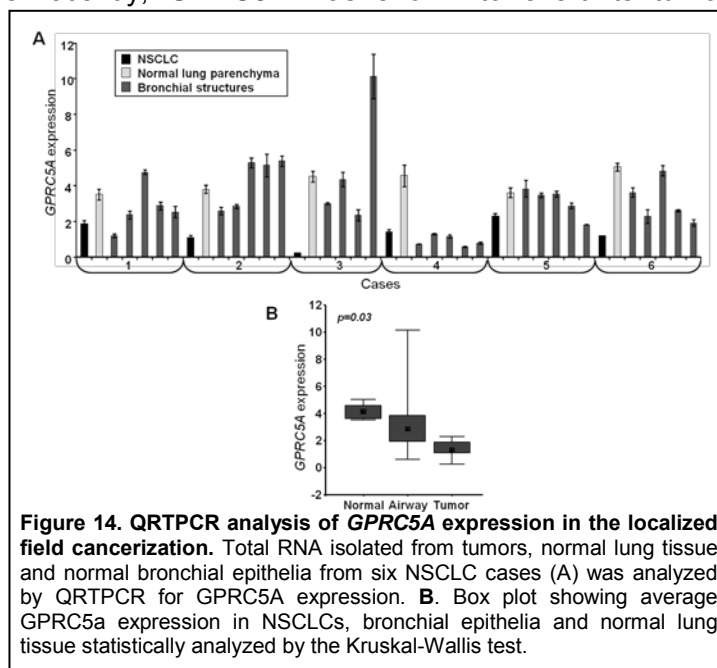 A
12
10
8
6
4
2
0
GPRC5A expression
NSCLC
Normal lung parenchyma
Bronchial structures
1 2 3 4 5 6
Cases
B
12
10
8
6
4
2
0
-2
GPRC5A expression
p=0.03
Normal Airway Tumor
Figure 14. QRTPCR analysis of GPRC5A expression in the localized
field cancerization. Total RNA isolated from tumors, normal lung tissue
and normal bronchial epithelia from six NSCLC cases (A) was analyzed
by QRTPCR for GPRC5A expression. B. Box plot showing average
GPRC5a expression in NSCLCs, bronchial epithelia and normal lung
tissue statistically analyzed by the Kruskal-Wallis test.